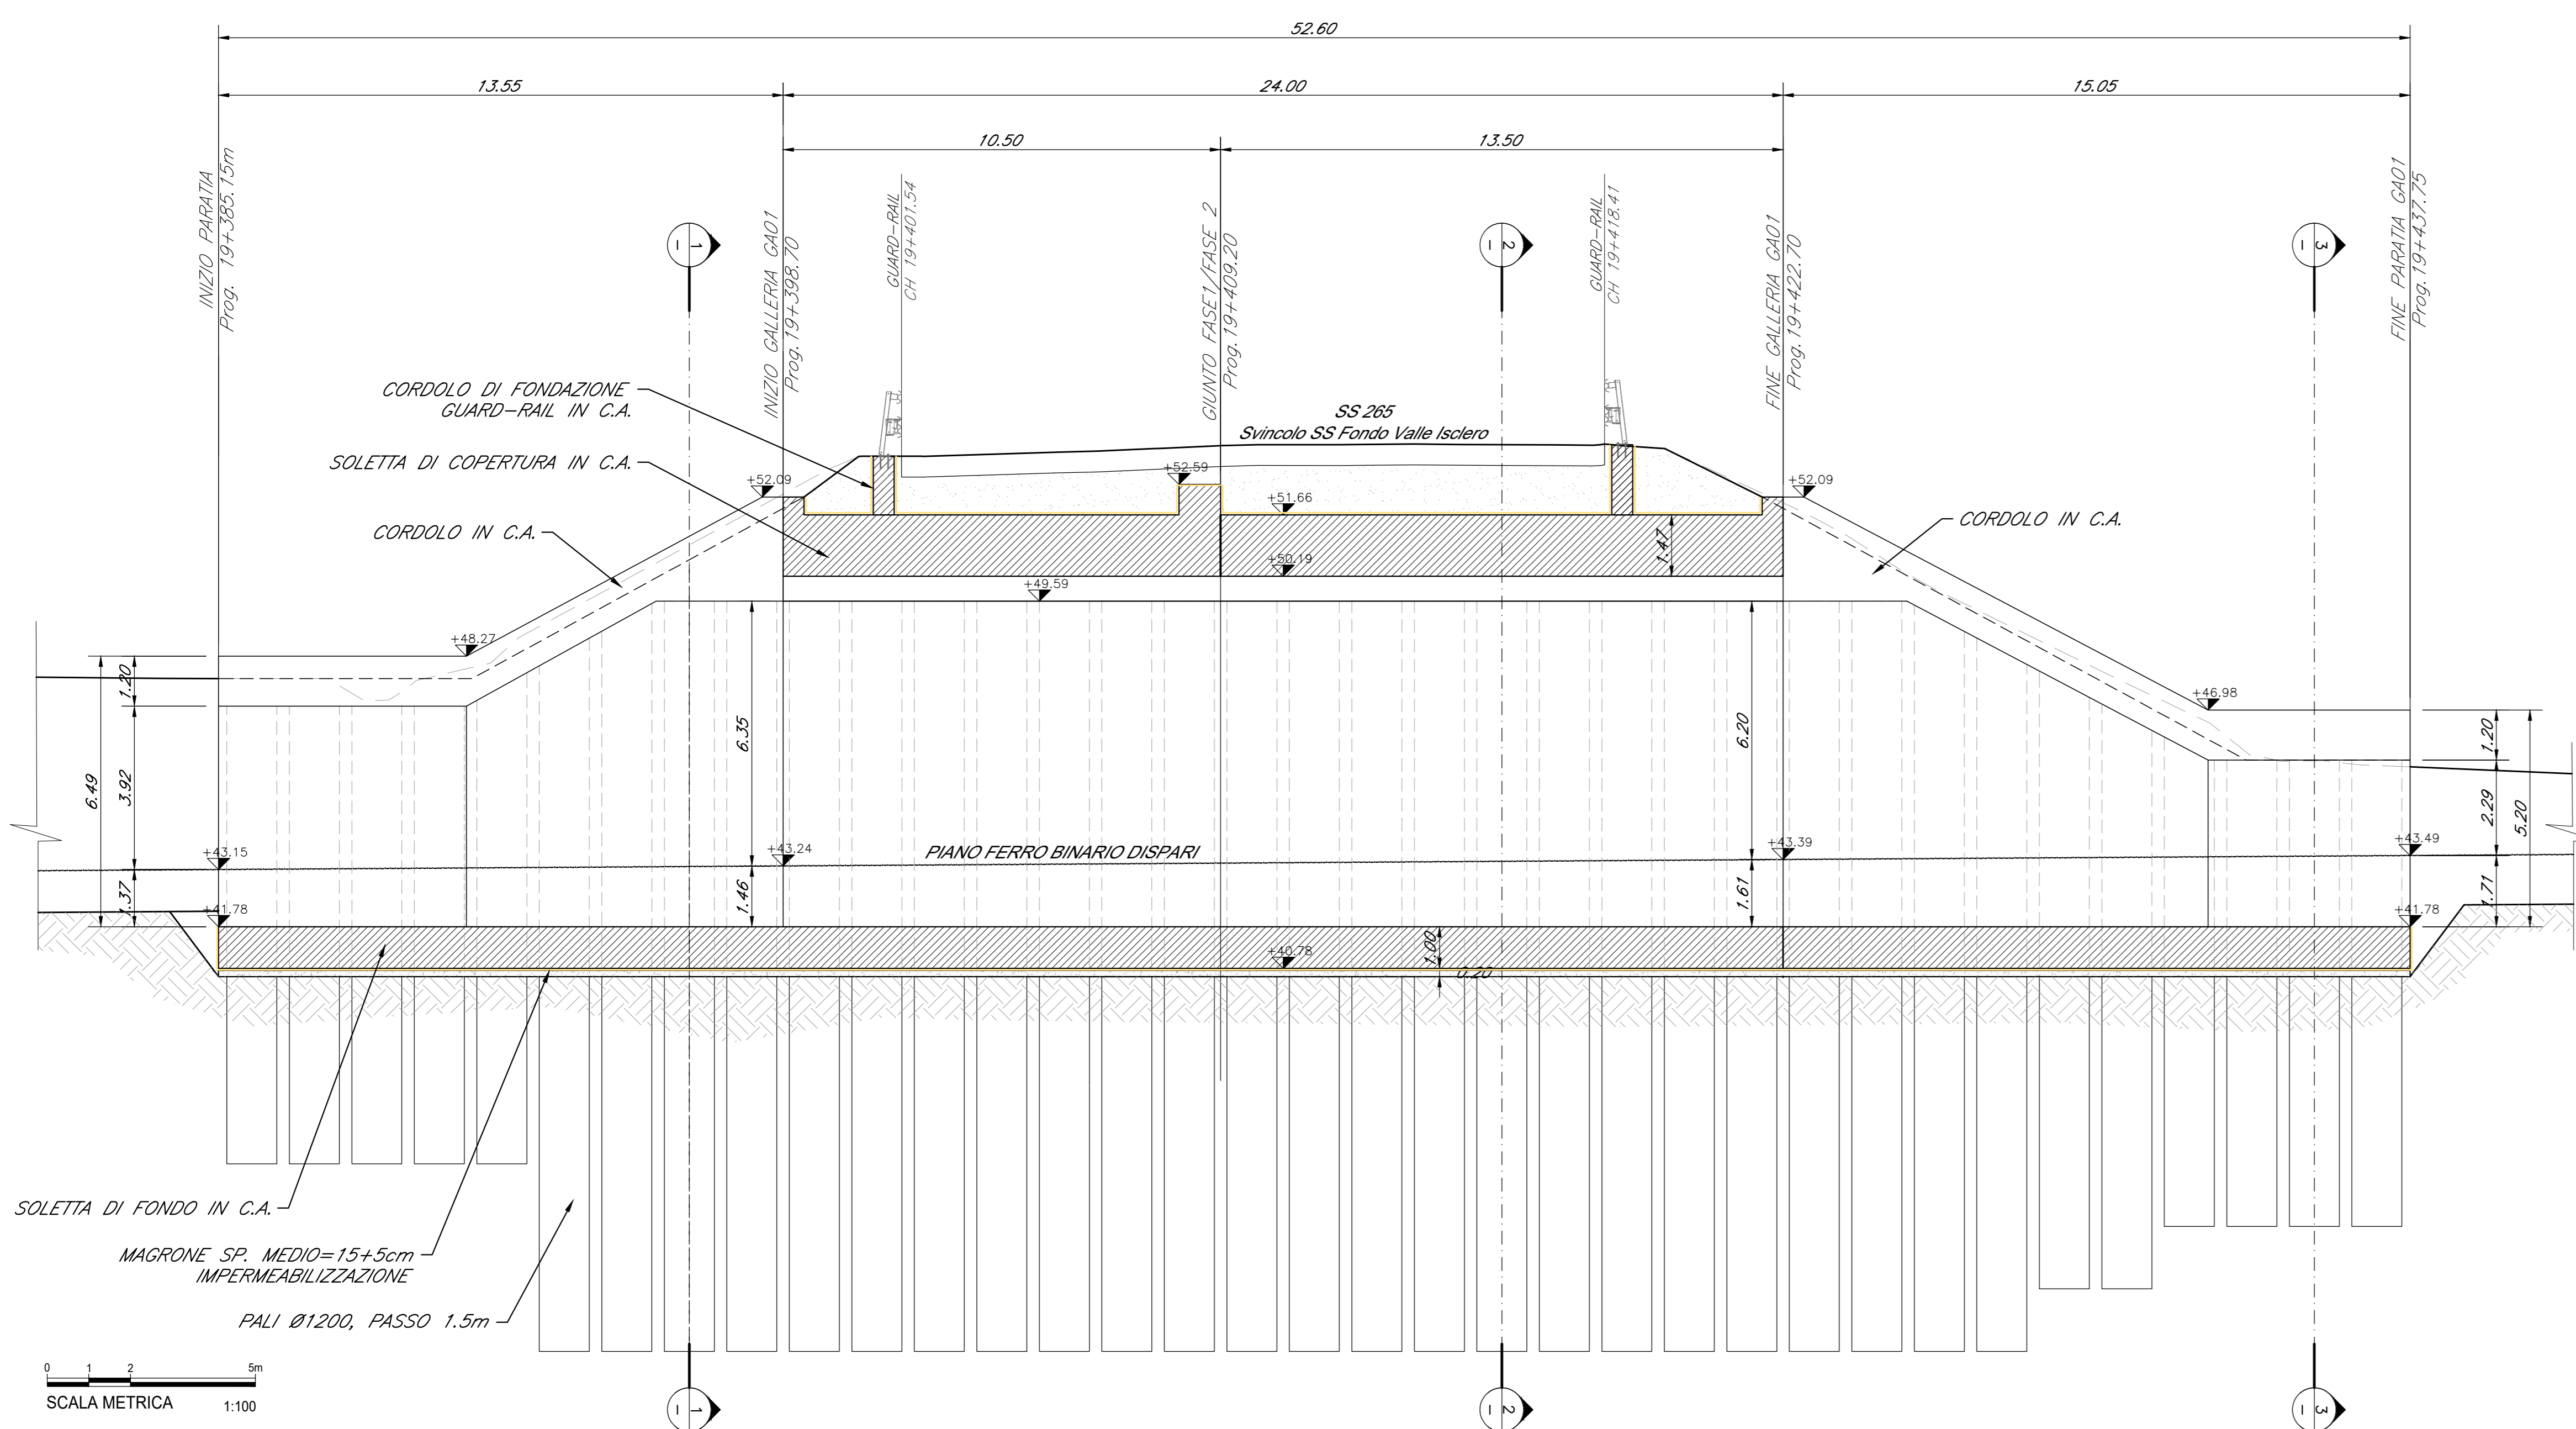 52.60
13.55
24.00
15.05
10.50
13.50
INIZIO PARATIA
Prog. 19+385.15m
INIZIO GALLERIA GA01
Prog.19+398.70
GUARD-RAIL
CH 19+401.54
GIUNTO FASE1/FASE 2
Prog.19+409.20
GUARD-RAIL
CH 19+418.41
FINE GALLERIA GA01
Prog.19+422.70
FINE PARATIA GA01
Prog.19+437.75
1
2
3
CORDOLO DI FONDAZIONE
GUARD-RAIL IN C.A.
SS 265
Svincolo SS Fondo Valle Isclero
SOLETTA DI COPERTURA IN C.A.
+52.09
+52.59
+51.66
+52.09
CORDOLO IN C.A.
CORDOLO IN C.A.
1.47
+50.19
+49.59
+48.27
+46.98
1.20
3.92
6.49
1.37
6.35
6.20
1.20
2.29
5.20
1.71
+43.15
+43.24
PIANO FERRO BINARIO DISPARI
+43.39
+43.49
1.46
1.61
+41.78
+41.78
+40.78
1.00
0.20
SOLETTA DI FONDO IN C.A.
MAGRONE SP. MEDIO=15+5cm
IMPERMEABILIZZAZIONE
PALI Ø1200, PASSO 1.5m
0 1 2 5m
SCALA METRICA 1:100
1
2
3